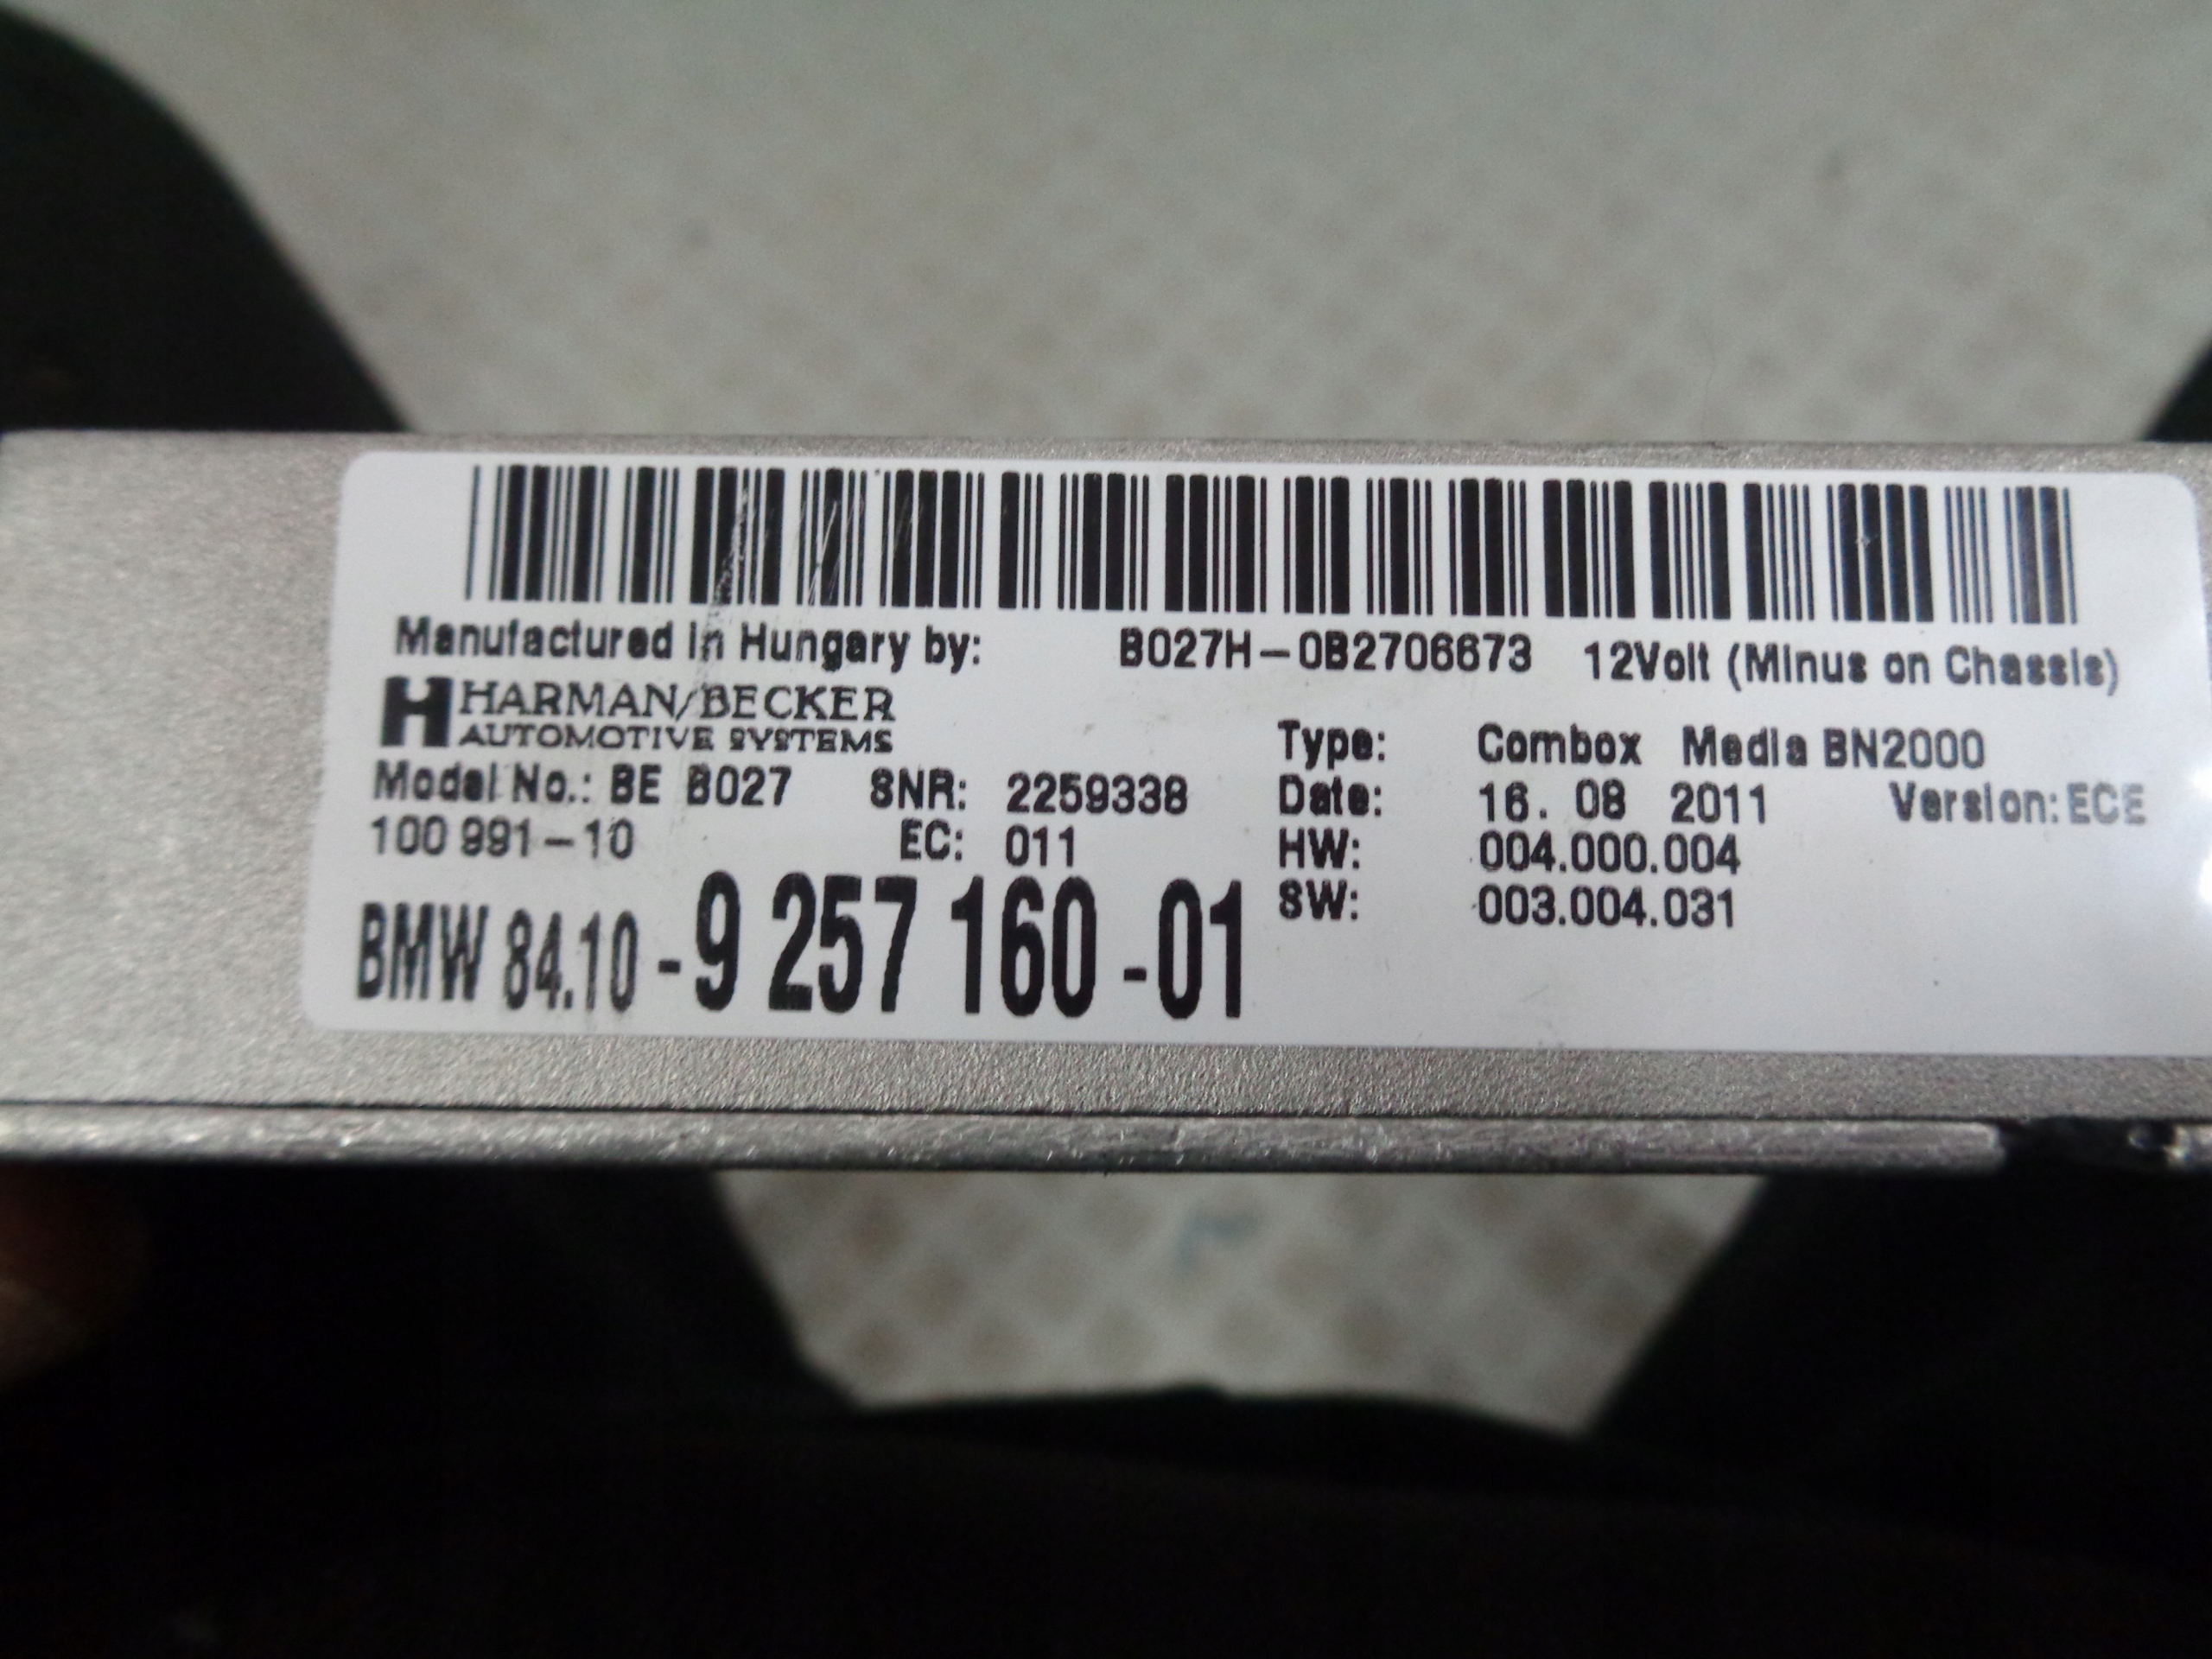 Manufactured in Hungary by: B027H-0B2706673 12Volt (Minus on Chassis)
HARMAN/BECKER
AUTOMOTIVE SYSTEMS
Type: Combox Media BN2000
Model No.: BE B027 SNR: 2259338 Date: 16. 08 2011 Version: ECE
100 991-10 EC: 011 HW: 004.000.004
SW: 003.004.031
BMW 84.10-9 257 160-01